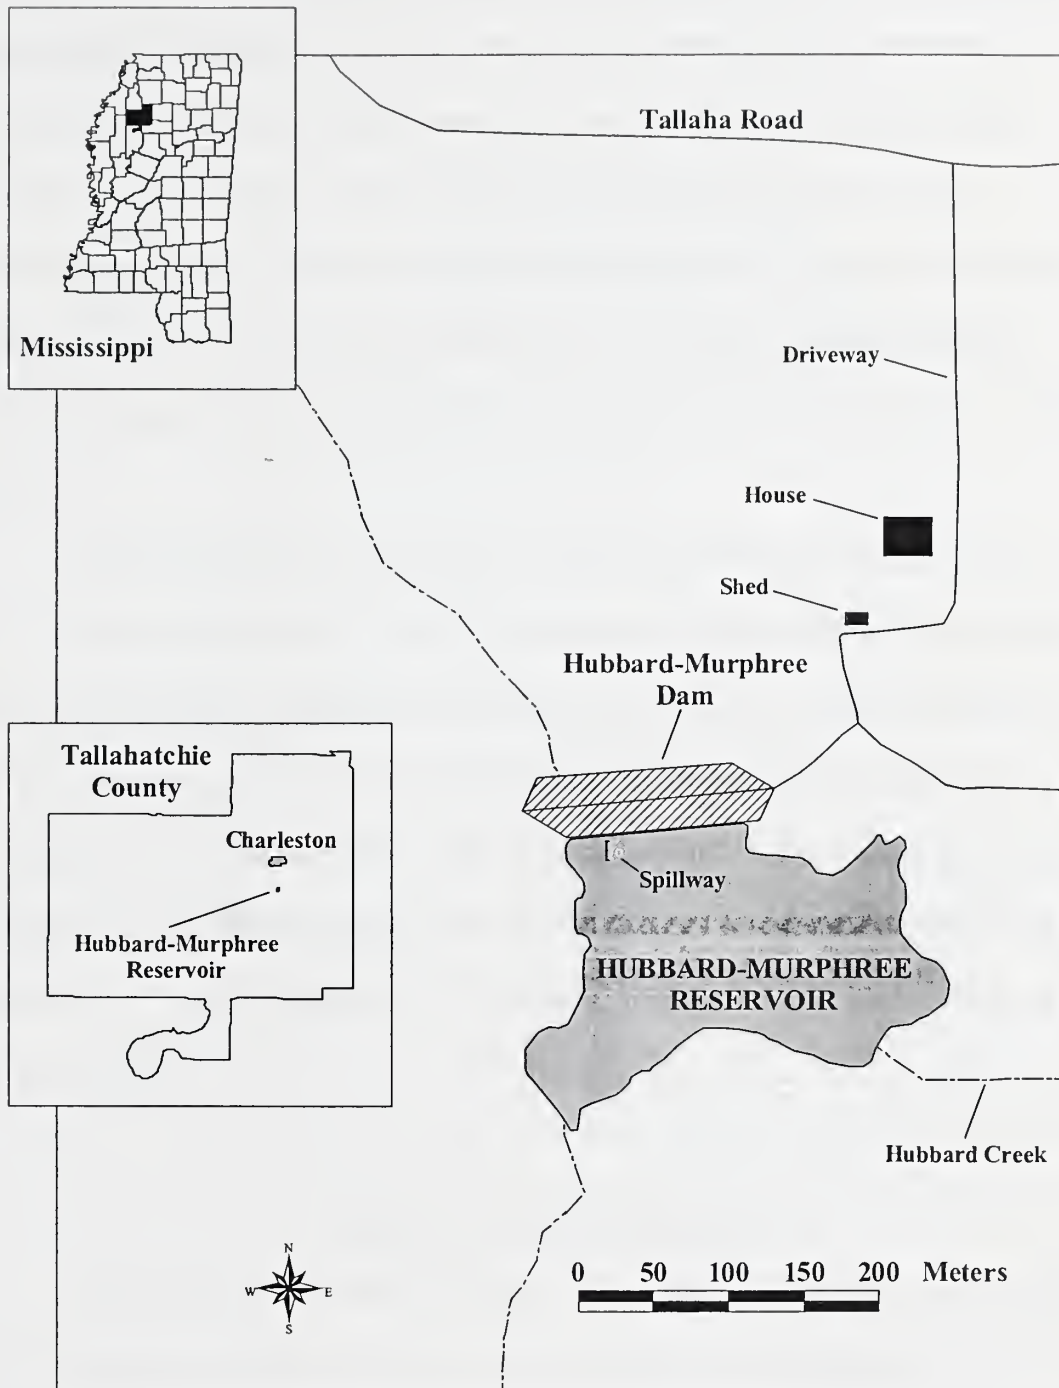 Mississippi
Tallaha Road
Driveway
House
Shed
Hubbard-Murphree
Dam
Tallahatchie
County
Charleston
Hubbard-Murphree
Reservoir
Spillway
HUBBARD-MURPHREE
RESERVOIR
Hubbard Creek
N
W E
S
0 50 100 150 200 Meters